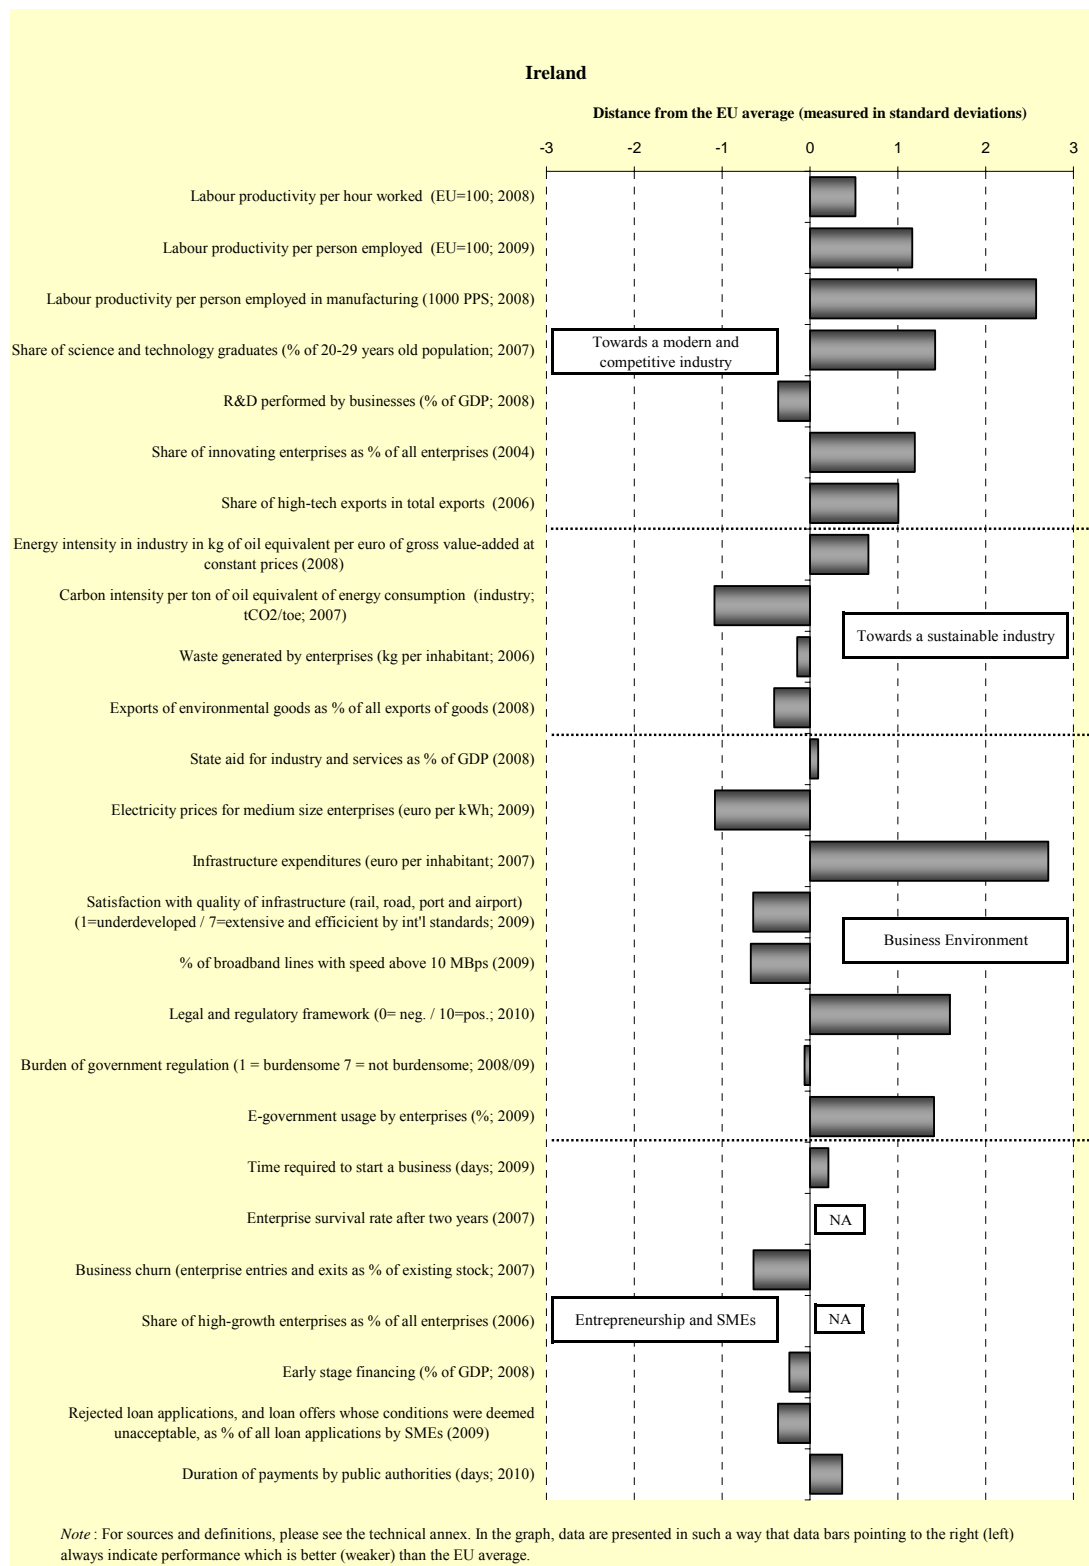 Ireland
Distance from the EU average (measured in standard deviations)
-3 -2 -1 0 1 2 3
Labour productivity per hour worked (EU=100; 2008)
Labour productivity per person employed (EU=100; 2009)
Labour productivity per person employed in manufacturing (1000 PPS; 2008)
Share of science and technology graduates (% of 20-29 years old population; 2007)
Towards a modern and
competitive industry
R&D performed by businesses (% of GDP; 2008)
Share of innovating enterprises as % of all enterprises (2004)
Share of high-tech exports in total exports (2006)
Energy intensity in industry in kg of oil equivalent per euro of gross value-added at
constant prices (2008)
Carbon intensity per ton of oil equivalent of energy consumption (industry;
tCO2/toe; 2007)
Towards a sustainable industry
Waste generated by enterprises (kg per inhabitant; 2006)
Exports of environmental goods as % of all exports of goods (2008)
State aid for industry and services as % of GDP (2008)
Electricity prices for medium size enterprises (euro per kWh; 2009)
Infrastructure expenditures (euro per inhabitant; 2007)
Satisfaction with quality of infrastructure (rail, road, port and airport)
(1=underdeveloped / 7=extensive and efficicient by int'l standards; 2009)
Business Environment
% of broadband lines with speed above 10 MBps (2009)
Legal and regulatory framework (0= neg. / 10=pos.; 2010)
Burden of government regulation (1 = burdensome 7 = not burdensome; 2008/09)
E-government usage by enterprises (%; 2009)
Time required to start a business (days; 2009)
Enterprise survival rate after two years (2007)
NA
Business churn (enterprise entries and exits as % of existing stock; 2007)
Share of high-growth enterprises as % of all enterprises (2006)
Entrepreneurship and SMEs
NA
Early stage financing (% of GDP; 2008)
Rejected loan applications, and loan offers whose conditions were deemed
unacceptable, as % of all loan applications by SMEs (2009)
Duration of payments by public authorities (days; 2010)
Note : For sources and definitions, please see the technical annex. In the graph, data are presented in such a way that data bars pointing to the right (left)
always indicate performance which is better (weaker) than the EU average.